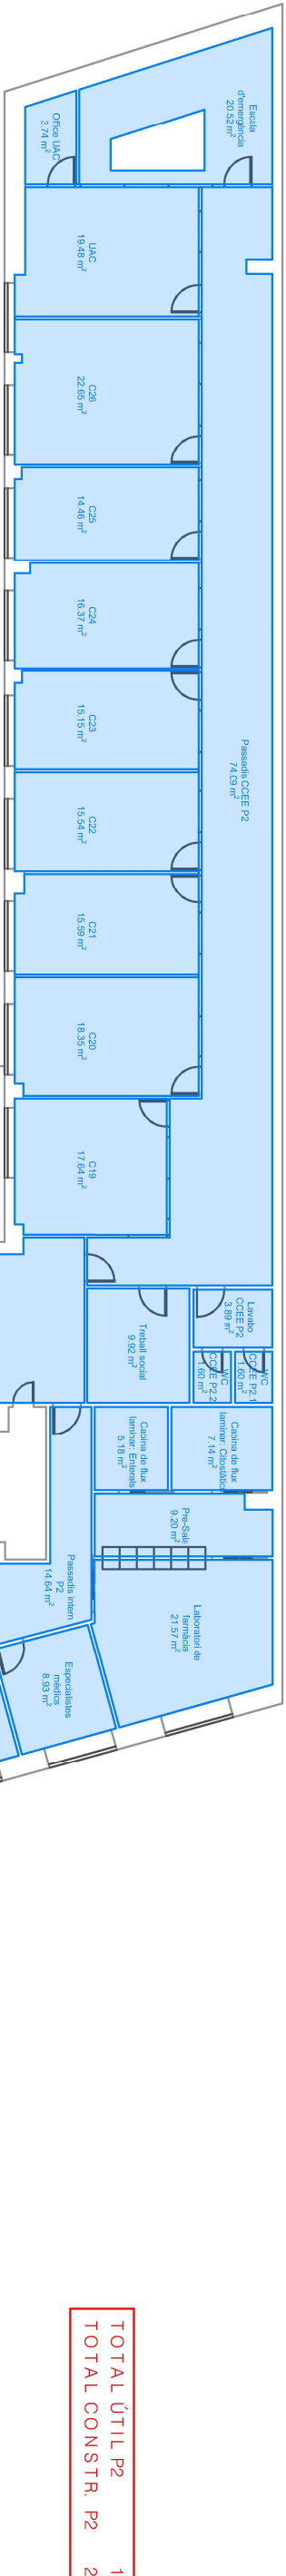 Escala
d'emergència
20.52 m²
Office UAC
3.74 m²
UAC
19.48 m²
C26
22.65 m²
C25
14.46 m²
C24
16.37 m²
C23
15.15 m²
C22
15.54 m²
C21
15.59 m²
C20
18.35 m²
C19
17.64 m²
Passadís CCEE P2
74.09 m²
Lavabo
CCEE P2
3.89 m²
WC
CCEE P2.1
1.60 m²
WC
CCEE P2.2
1.60 m²
Treball social
9.92 m²
Cabina de flux
laminar: Citostàtics
7.14 m²
Cabina de flux
laminar: Enterals
5.18 m²
Pre-Sala
9.20 m²
Laboratori de
farmàcia
21.57 m²
Passadís intern
P2
14.64 m²
Especialistes
mèdics
8.93 m²
TOTAL ÚTIL P2 1
TOTAL CONSTR. P2 2